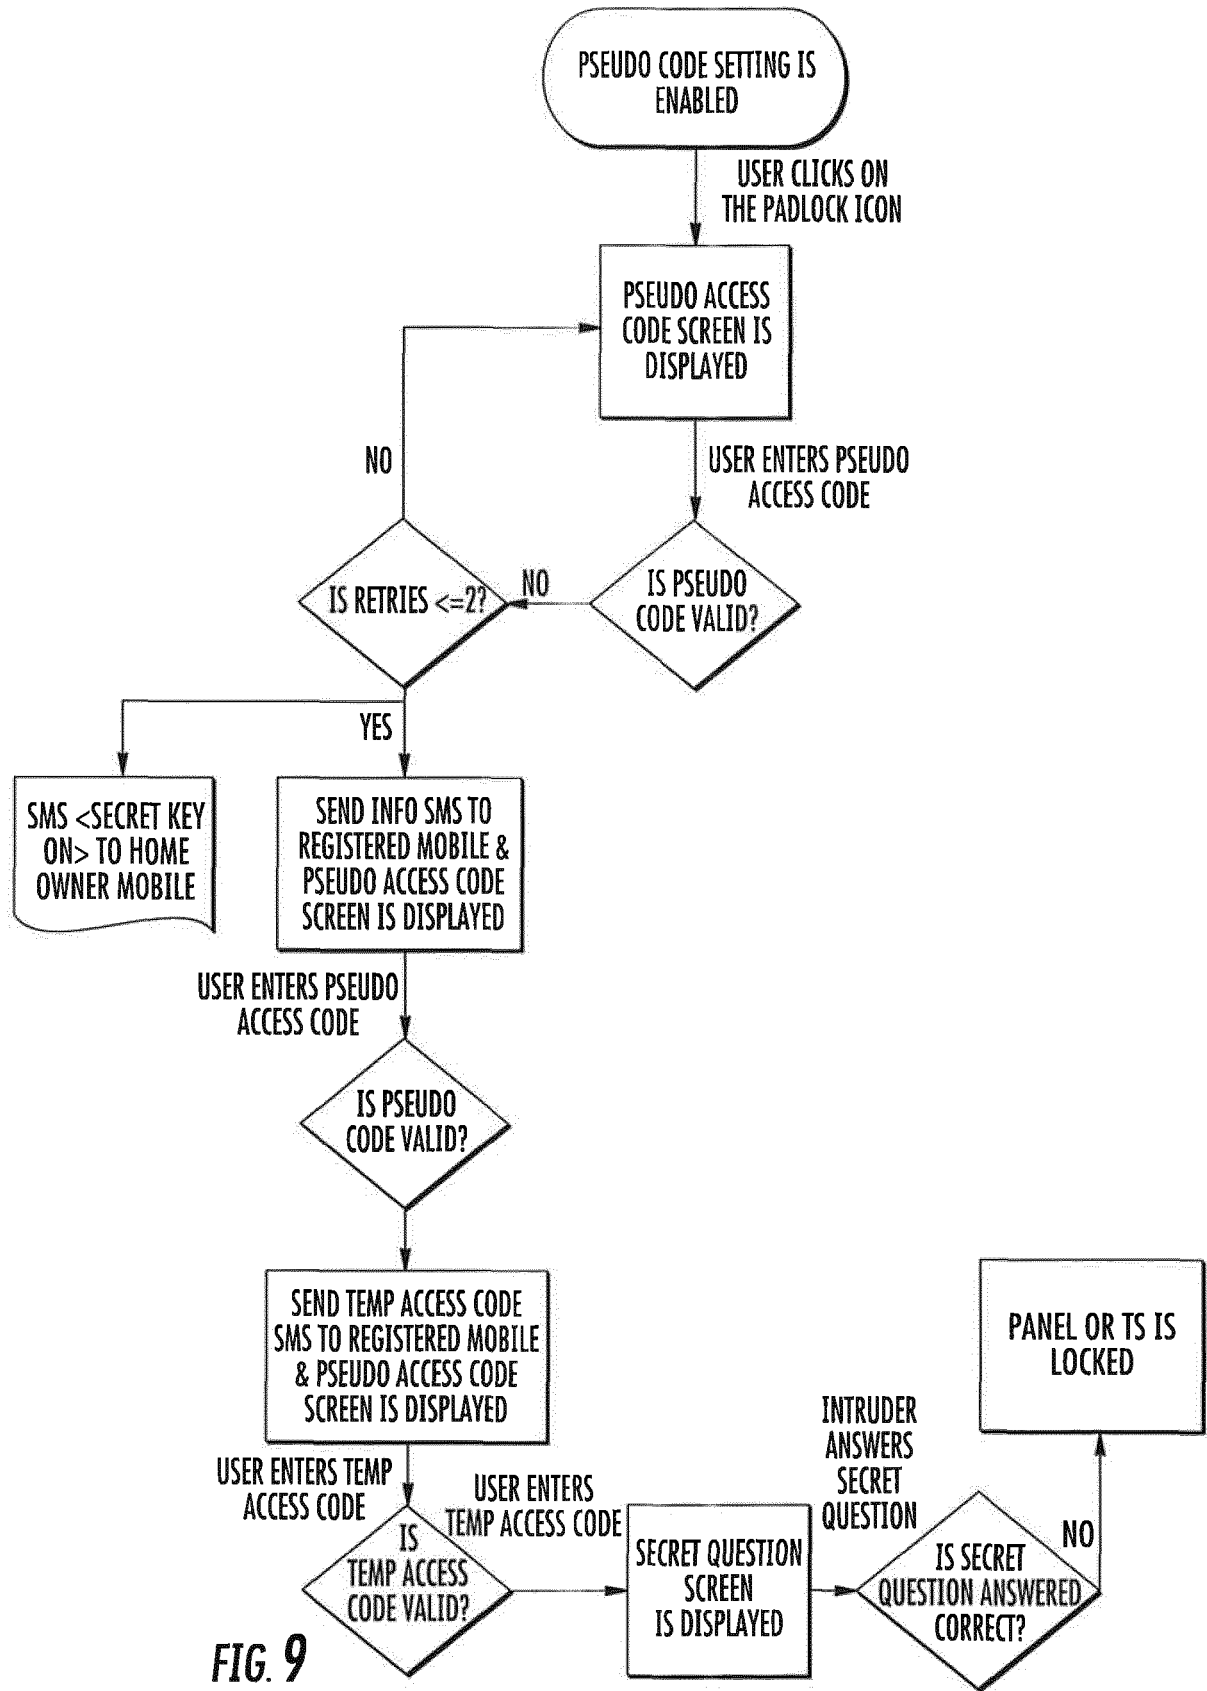 PSEUDO CODE SETTING IS
ENABLED
USER CLICKS ON
THE PADLOCK ICON
PSEUDO ACCESS
CODE SCREEN IS
DISPLAYED
NO
USER ENTERS PSEUDO
ACCESS CODE
IS RETRIES <=2?
NO
IS PSEUDO
CODE VALID?
YES
SMS <SECRET KEY
ON> TO HOME
OWNER MOBILE
SEND INFO SMS TO
REGISTERED MOBILE &
PSEUDO ACCESS CODE
SCREEN IS DISPLAYED
USER ENTERS PSEUDO
ACCESS CODE
IS PSEUDO
CODE VALID?
SEND TEMP ACCESS CODE
SMS TO REGISTERED MOBILE
& PSEUDO ACCESS CODE
SCREEN IS DISPLAYED
PANEL OR TS IS
LOCKED
USER ENTERS TEMP
ACCESS CODE
USER ENTERS
TEMP ACCESS CODE
INTRUDER
ANSWERS
SECRET
QUESTION
IS
TEMP ACCESS
CODE VALID?
SECRET QUESTION
SCREEN
IS DISPLAYED
IS SECRET
QUESTION ANSWERED
CORRECT?
NO
FIG. 9